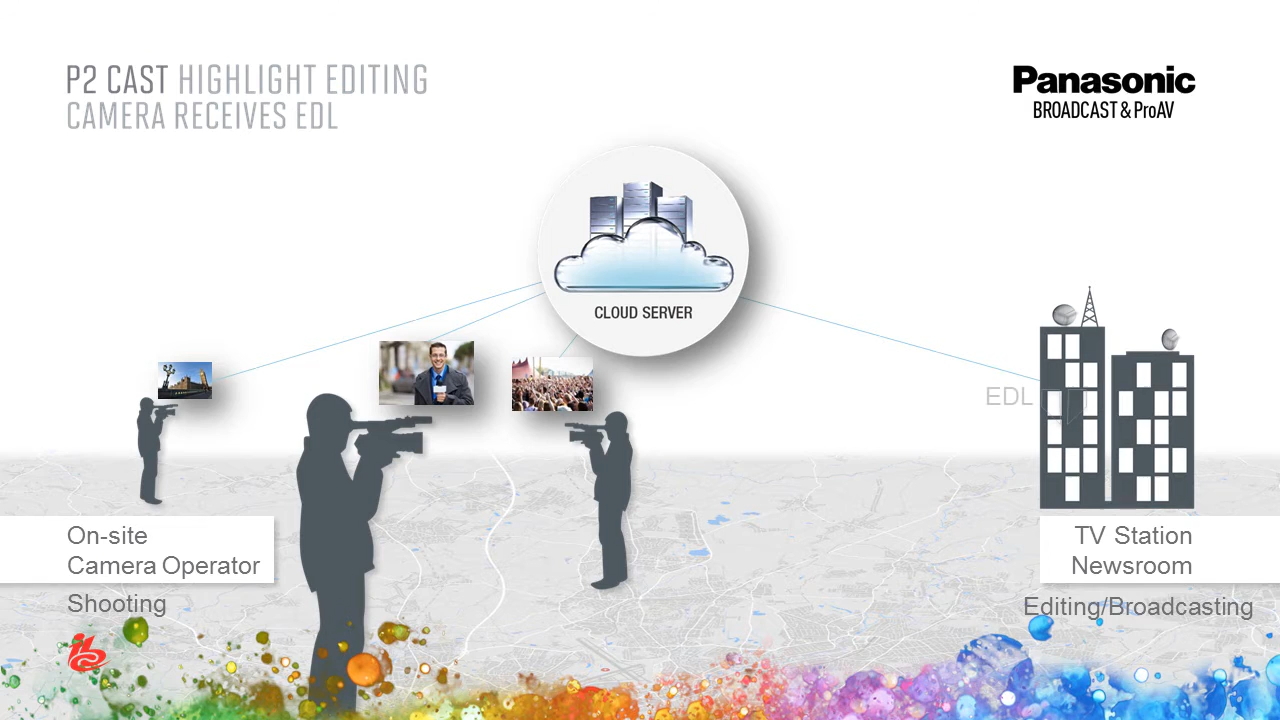 P2 CAST HIGHLIGHT EDITING
CAMERA RECEIVES EDL
Panasonic
BROADCAST & ProAV
CLOUD SERVER
EDL
On-site
Camera Operator
Shooting
TV Station
Newsroom
Editing/Broadcasting